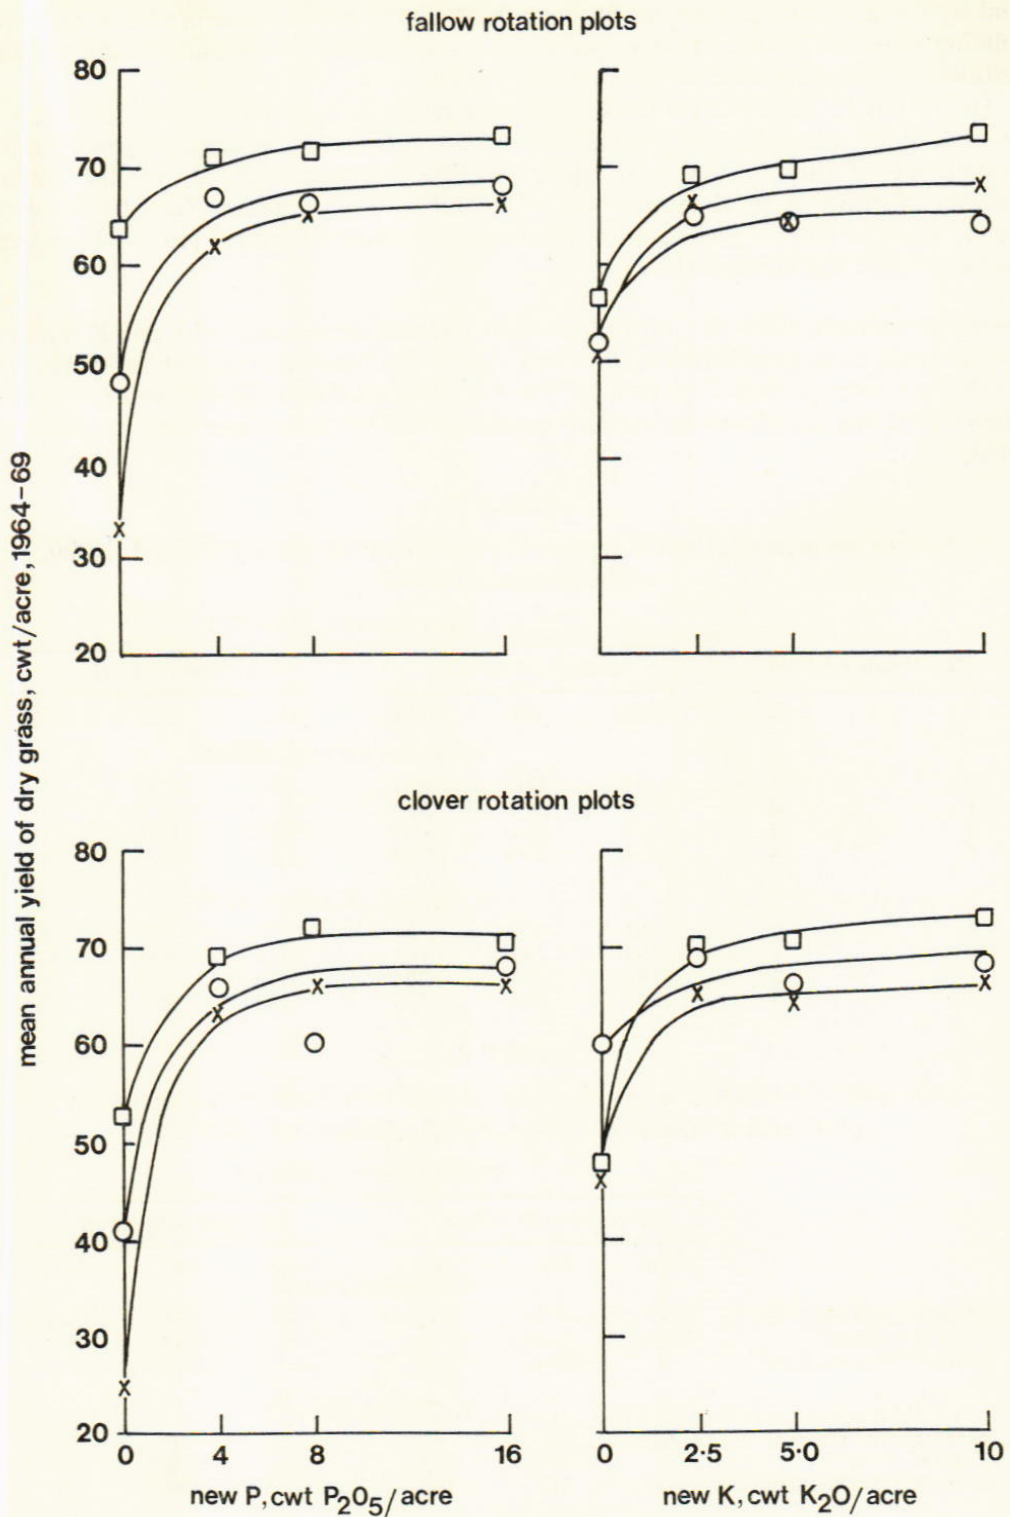 fallow rotation plots
80
70
60
50
40
30
20
mean annual yield of dry grass, cwt/acre, 1964-69
clover rotation plots
80
70
60
50
40
30
20
0 4 8 16
0 2·5 5·0 10
new P, cwt P2O5/acre
new K, cwt K2O/acre